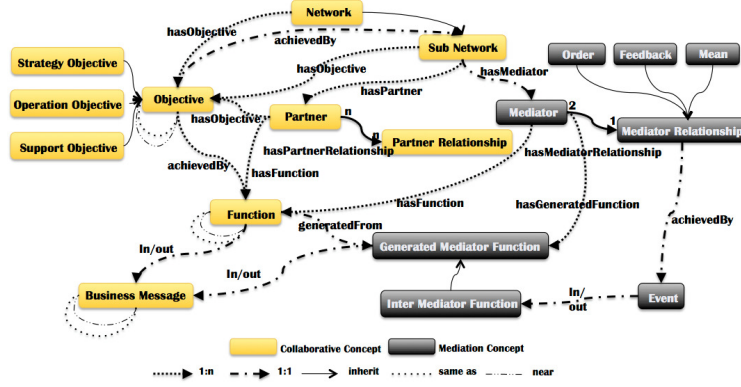 Network
hasObjective
achievedBy
Sub Network
Order
Feedback
Mean
Strategy Objective
hasObjective
hasMediator
Objective
hasPartner
Operation Objective
hasObjective
Partner
n
Mediator
2
1
Mediator Relationship
Support Objective
n
hasPartnerRelationship
Partner Relationship
hasMediatorRelationship
achievedBy
hasFunction
hasFunction
hasGeneratedFunction
Function
generatedFrom
achievedBy
In/out
Generated Mediator Function
In/out
Business Message
Inter Mediator Function
In/
out
Event
Collaborative Concept
Mediation Concept
1:n
1:1
inherit
same as
near